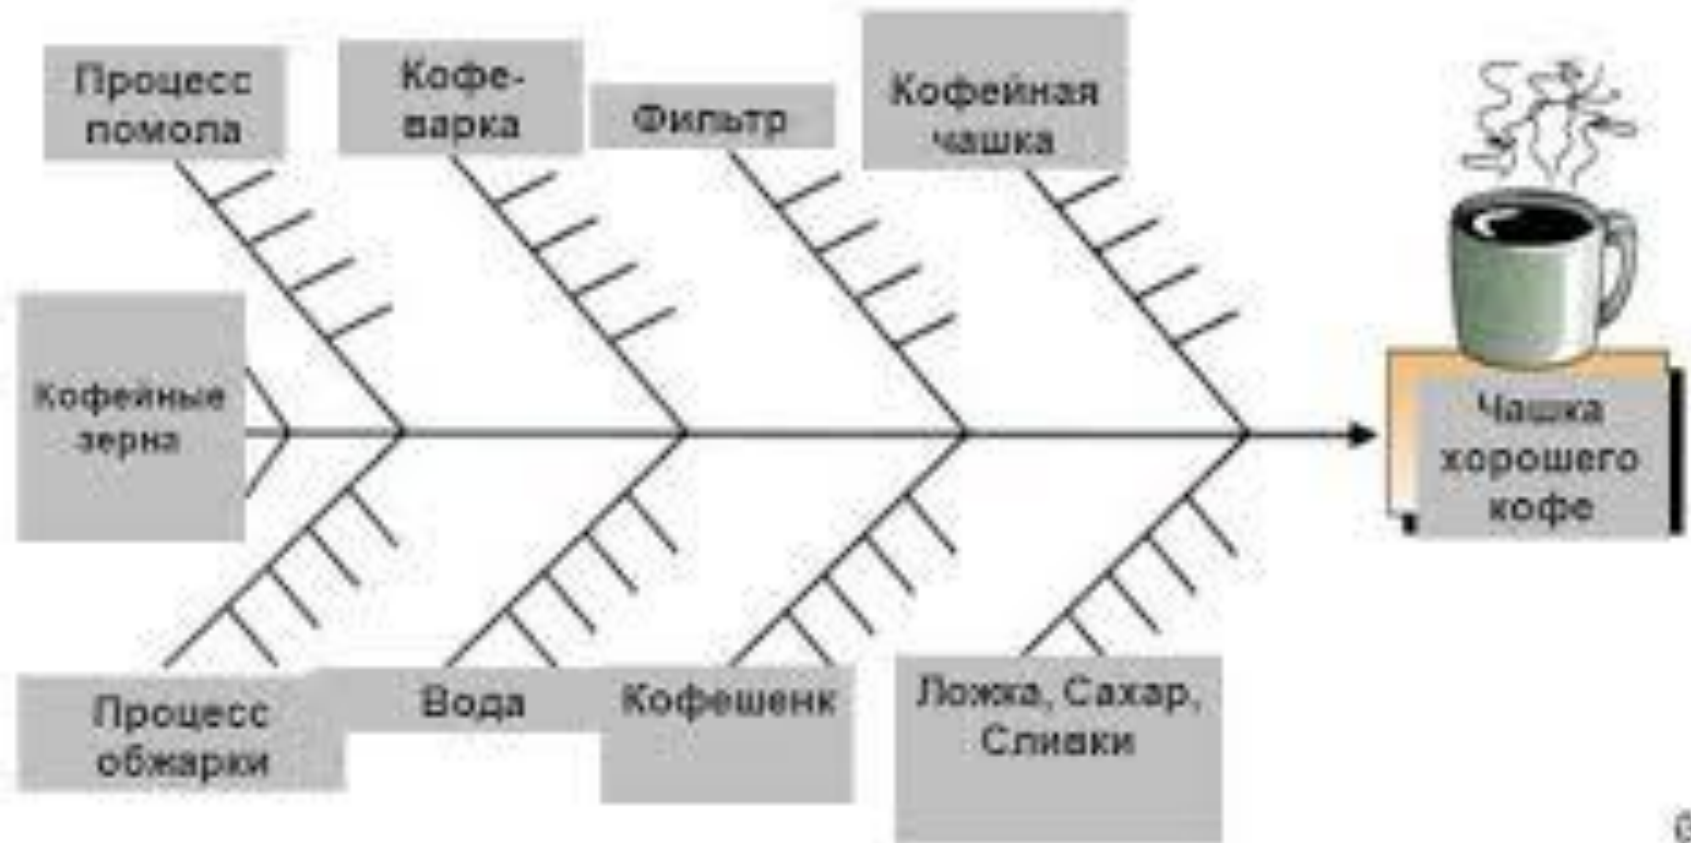 Процесс
помола
Кофе-
варка
Фильтр
Кофейная
чашка
Кофейные
зерна
Чашка
хорошего
кофе
Процесс
обжарки
Вода
Кофешенк
Ложка, Сахар,
Сливки